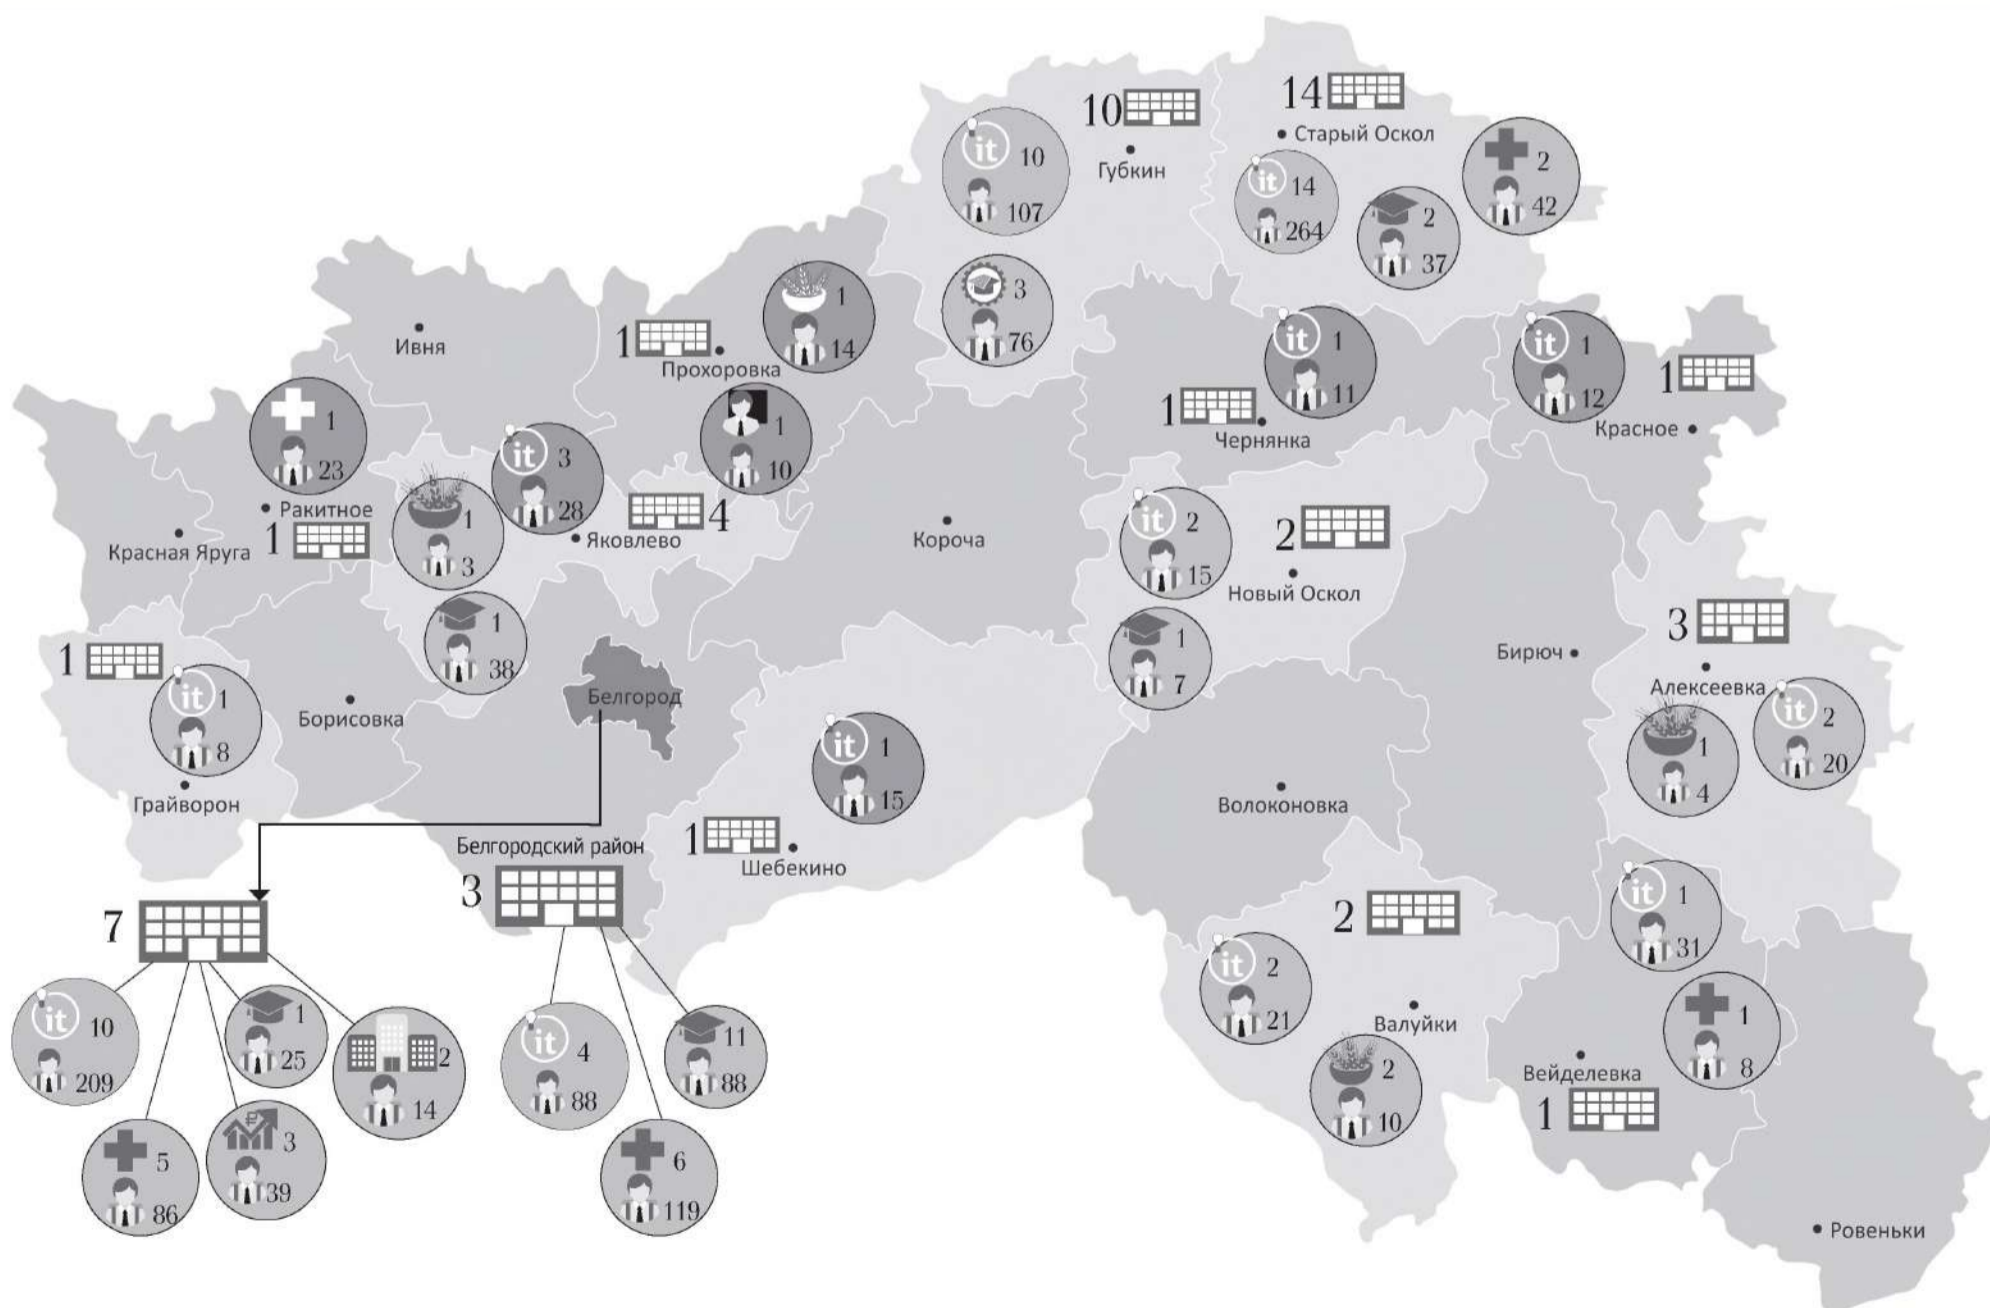 10
Губкин
it 10
107
3
76
14
Старый Оскол
it 14
264
2
37
2
42
Ивня
1
Прохоровка
1
14
1
10
1
Чернянка
it 1
11
it 1
12
1
Красное
1
23
Ракитное
1
Красная Яруга
it 3
28
1
3
Яковлево
4
1
38
Короча
it 2
15
2
Новый Оскол
1
7
Бирюч
3
Алексеевка
1
4
it 2
20
1
it 1
8
Грайворон
Борисовка
Белгород
it 1
15
1
Шебекино
Волоконовка
Белгородский район
3
it 4
88
6
119
11
88
7
it 10
209
5
86
3
39
1
25
2
14
2
it 2
21
Валуйки
2
10
it 1
31
1
8
Вейделевка
1
Ровеньки